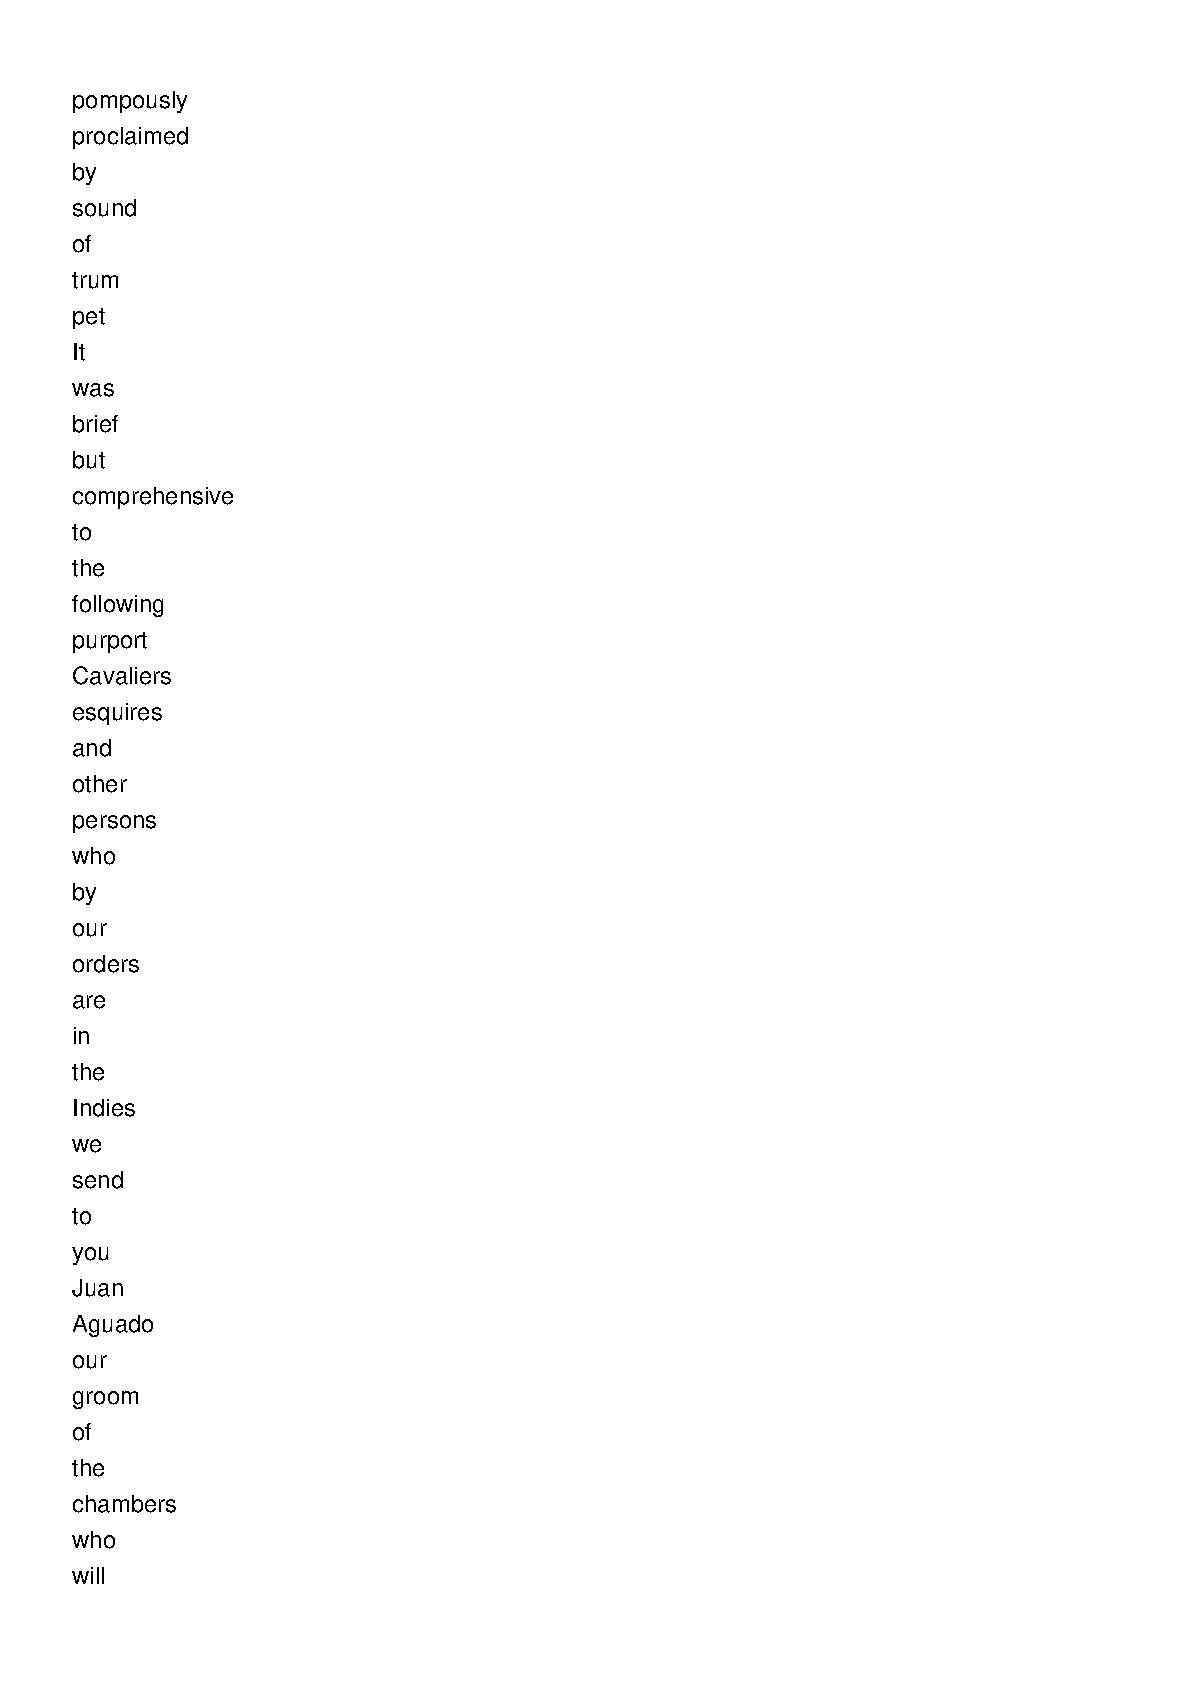 pompously
proclaimed
by
sound
of
trum
pet
It
was
brief
but
comprehensive
to
the
following
purport
Cavaliers
esquires
and
other
persons
who
by
our
orders
are
in
the
Indies
we
send
to
you
Juan
Aguado
our
groom
of
the
chambers
who
will